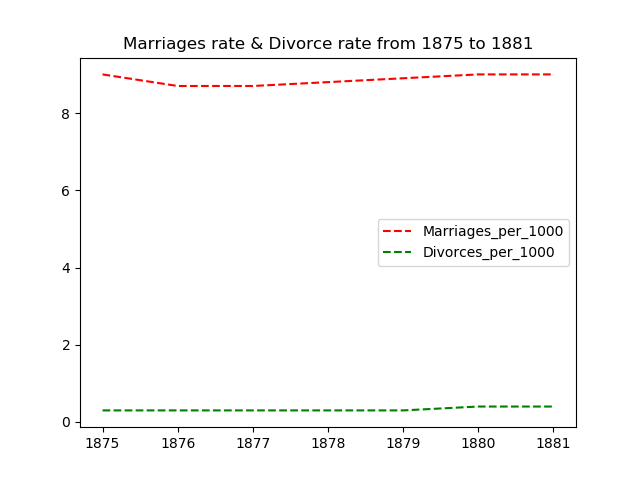 Marriages rate & Divorce rate from 1875 to 1881
8
6
4
2
0
Marriages_per_1000
Divorces_per_1000
1875 1876 1877 1878 1879 1880 1881